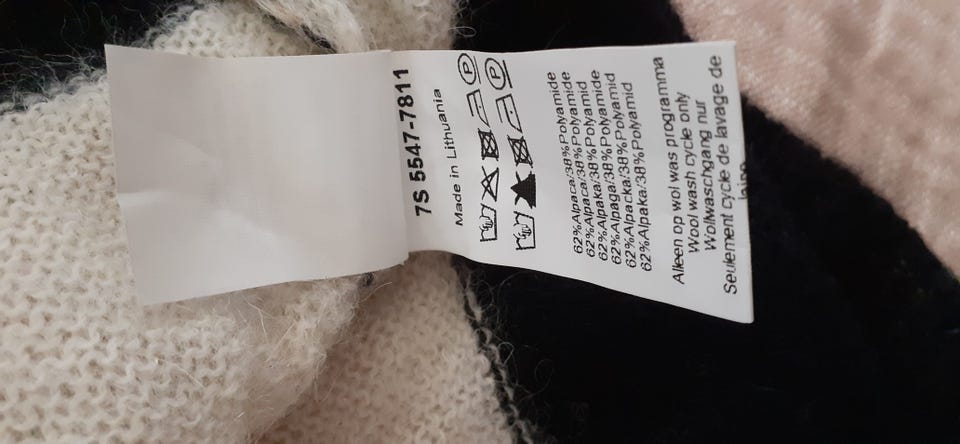 7S 5547-7811
Made in Lithuania
P
P
62%Alpaca/38%Polyamide
62%Alpaca/38%Polyamide
62%Alpaka/38%Polyamid
62%Alpaga/38%Polyamide
62%Alpacka/38%Polyamid
62%Alpaka/38%Polyamid
Alleen op wol was programma
Wool wash cycle only
Wollwaschgang nur
Seulement cycle de lavage de
laine